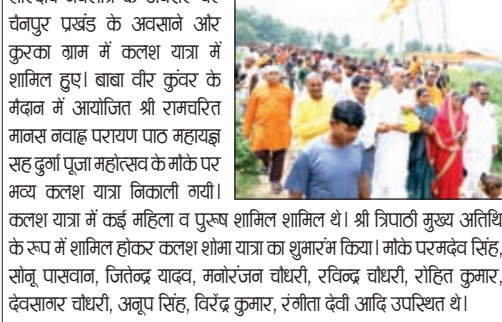 चैनपुर प्रखंड के अवसाने और
कुरका ग्राम में कलश यात्रा में
शामिल हुए। बाबा वीर कुंवर के
मैदान में आयोजित श्री रामचरित
मानस नवाह्न परायण पाठ महायज्ञ
सह दुर्गा पूजा महोत्सव के मौके पर
भव्य कलश यात्रा निकाली गयी।
कलश यात्रा में कई महिला व पुरूष शामिल शामिल थे। श्री त्रिपाठी मुख्य अतिथि
के रूप में शामिल होकर कलश शोभा यात्रा का शुभारंभ किया। मौके परमदेव सिंह,
सोनू पासवान, जितेन्द्र यादव, मनोरंजन चौधरी, रविन्द्र चौधरी, रोहित कुमार,
देवसागर चौधरी, अनूप सिंह, विरेंद्र कुमार, रंगीता देवी आदि उपस्थित थे।